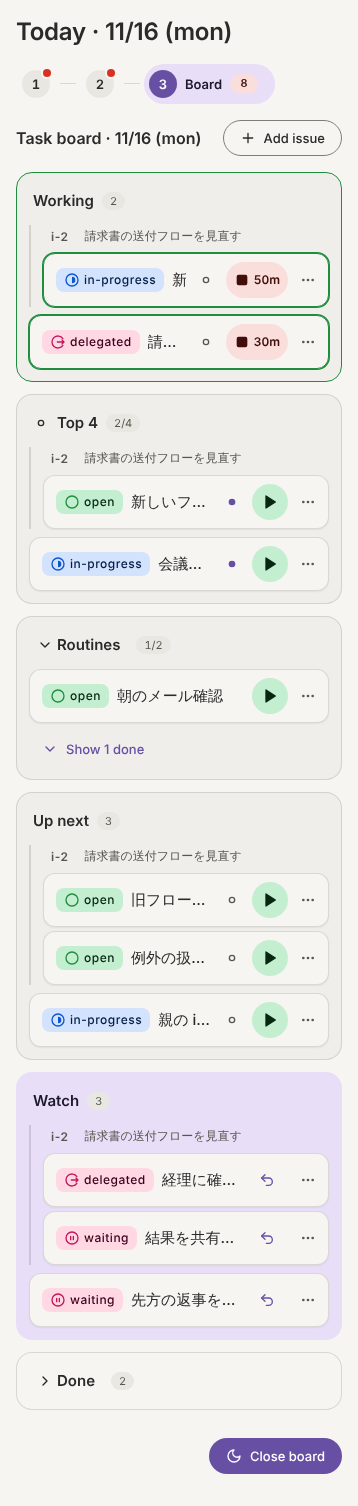 Today · 11/16 (mon)
1 2 3 Board 8
Task board · 11/16 (mon) + Add issue
Working 2
i-2 請求書の送付フローを見直す
in-progress 新 50m
delegated 請... 30m
Top 4 2/4
i-2 請求書の送付フローを見直す
open 新しいフ...
in-progress 会議...
Routines 1/2
open 朝のメール確認
Show 1 done
Up next 3
i-2 請求書の送付フローを見直す
open 旧フロー...
open 例外の扱...
in-progress 親の i...
Watch 3
i-2 請求書の送付フローを見直す
delegated 経理に確...
waiting 結果を共有...
waiting 先方の返事を...
Done 2
Close board